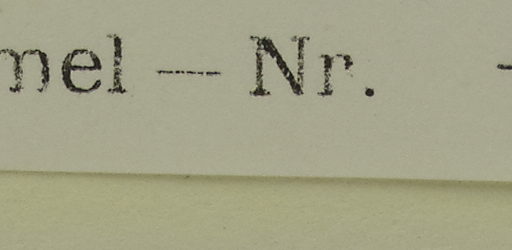 mel — Nr. -